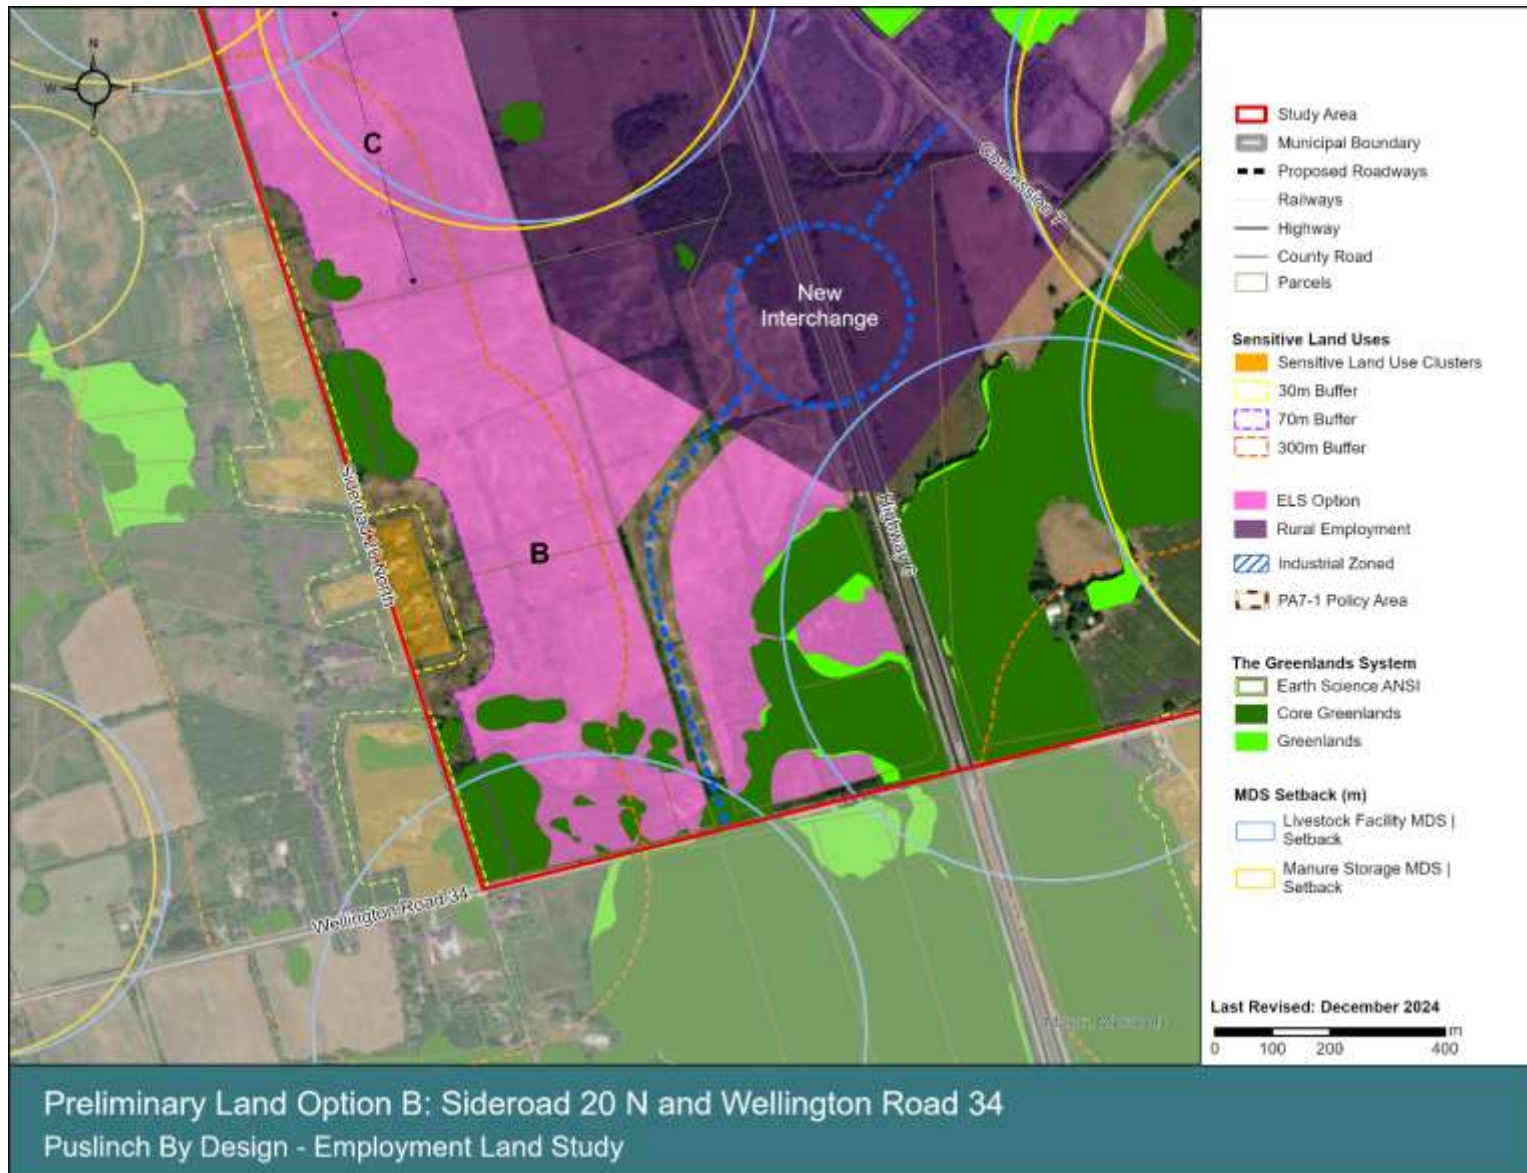 N
W
E
C
Concession 7
New
Interchange
Sideroad 20 North
B
Highway 6
Wellington Road 34
Study Area
Municipal Boundary
Proposed Roadways
Railways
Highway
County Road
Parcels
Sensitive Land Uses
Sensitive Land Use Clusters
30m Buffer
70m Buffer
300m Buffer
ELS Option
Rural Employment
Industrial Zoned
PA7-1 Policy Area
The Greenlands System
Earth Science ANSI
Core Greenlands
Greenlands
MDS Setback (m)
Livestock Facility MDS |
Setback
Manure Storage MDS |
Setback
Last Revised: December 2024
m
0 100 200 400
Preliminary Land Option B: Sideroad 20 N and Wellington Road 34
Puslinch By Design - Employment Land Study